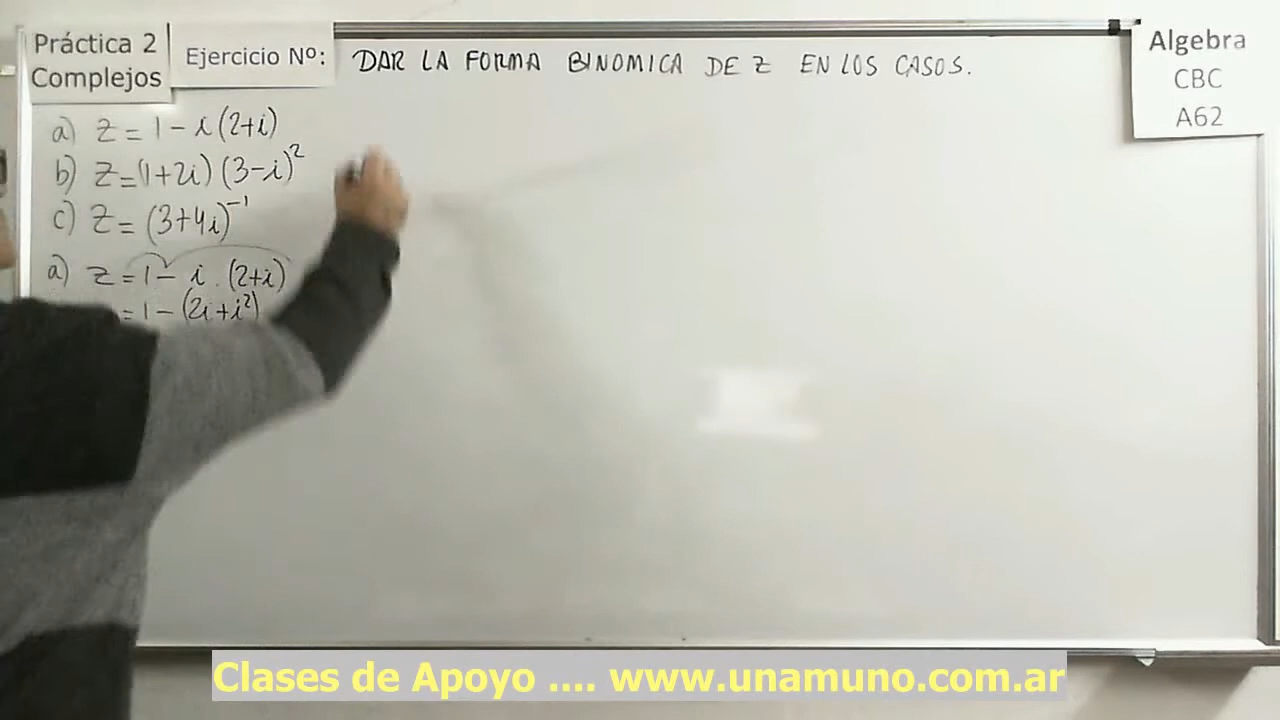 Práctica 2
Complejos
Ejercicio Nº:
DAR LA FORMA BINOMICA DE Z EN LOS CASOS.
Algebra
CBC
A62
a) Z = 1 - i (2+i)
b) Z = (1+2i) (3-i)²
c) Z = (3+4i)⁻¹
a) Z = 1 - i . (2+i)
= 1 - (2i+i²)
Clases de Apoyo .... www.unamuno.com.ar